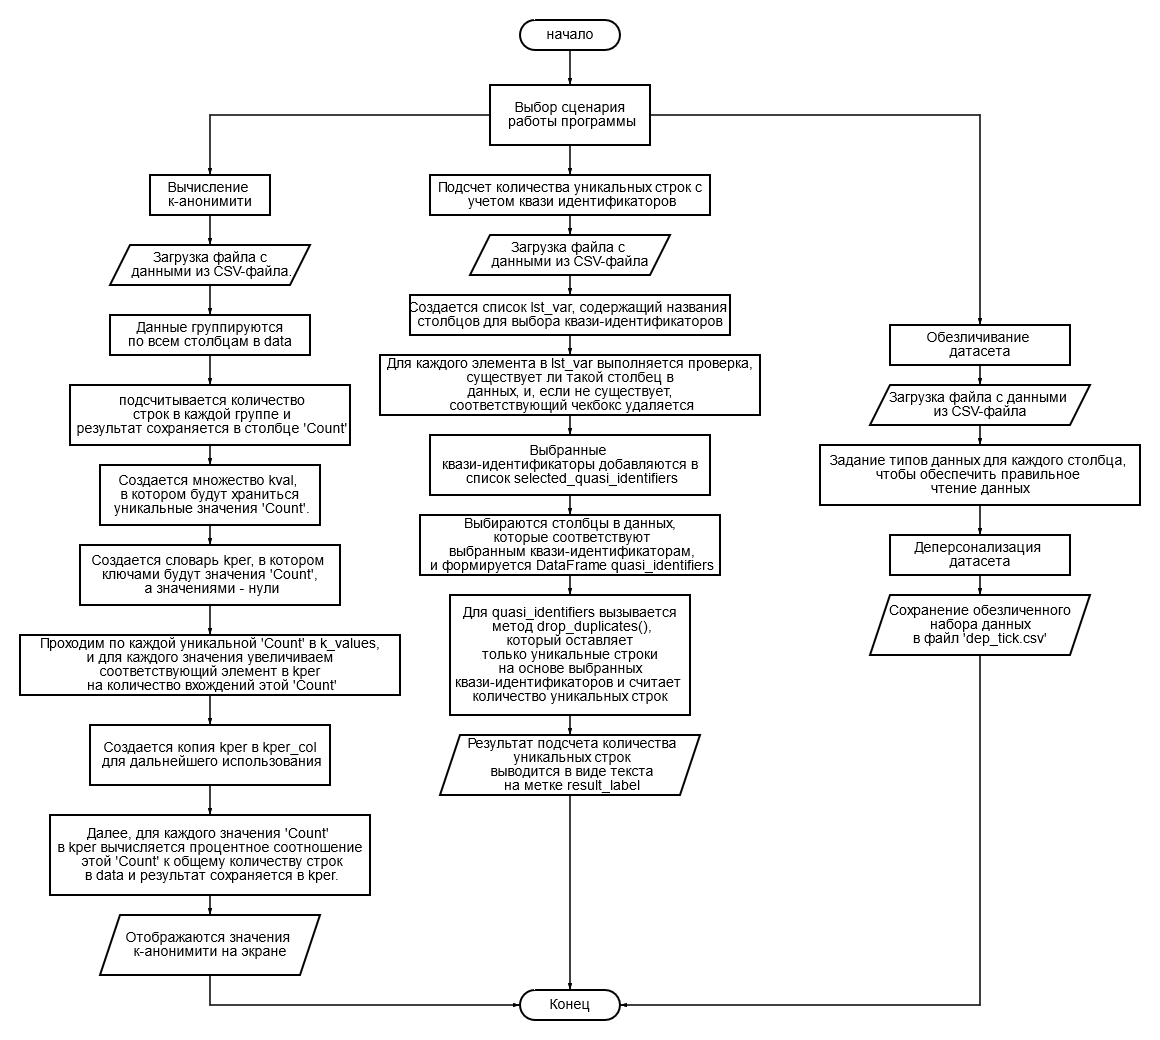 начало
Выбор сценария
работы программы
Вычисление
к-анонимити
Загрузка файла с
данными из CSV-файла.
Данные группируются
по всем столбцам в data
подсчитывается количество
строк в каждой группе и
результат сохраняется в столбце 'Count'
Создается множество kval,
в котором будут храниться
уникальные значения 'Count'.
Создается словарь kper, в котором
ключами будут значения 'Count',
а значениями - нули
Проходим по каждой уникальной 'Count' в k_values,
и для каждого значения увеличиваем
соответствующий элемент в kper
на количество вхождений этой 'Count'
Создается копия kper в kper_col
для дальнейшего использования
Далее, для каждого значения 'Count'
в kper вычисляется процентное соотношение
этой 'Count' к общему количеству строк
в data и результат сохраняется в kper.
Отображаются значения
к-анонимити на экране
Подсчет количества уникальных строк с
учетом квази идентификаторов
Загрузка файла с
данными из CSV-файла
Создается список lst_var, содержащий названия
столбцов для выбора квази-идентификаторов
Для каждого элемента в lst_var выполняется проверка,
существует ли такой столбец в
данных, и, если не существует,
соответствующий чекбокс удаляется
Выбранные
квази-идентификаторы добавляются в
список selected_quasi_identifiers
Выбираются столбцы в данных,
которые соответствуют
выбранным квази-идентификаторам,
и формируется DataFrame quasi_identifiers
Для quasi_identifiers вызывается
метод drop_duplicates(),
который оставляет
только уникальные строки
на основе выбранных
квази-идентификаторов и считает
количество уникальных строк
Результат подсчета количества
уникальных строк
выводится в виде текста
на метке result_label
Обезличивание
датасета
Загрузка файла с данными
из CSV-файла
Задание типов данных для каждого столбца,
чтобы обеспечить правильное
чтение данных
Деперсонализация
датасета
Сохранение обезличенного
набора данных
в файл 'dep_tick.csv'
Конец